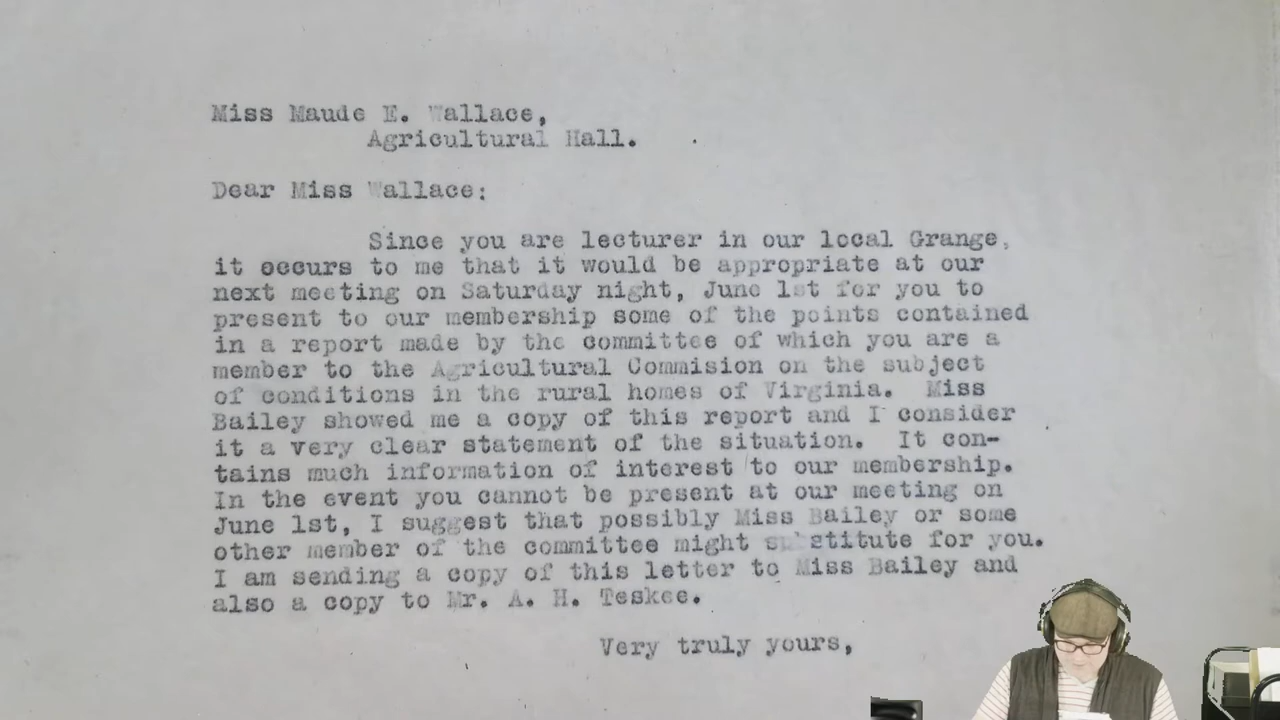 Miss Maude E. Wallace,
Agricultural Hall.
Dear Miss Wallace:
Since you are lecturer in our local Grange,
it occurs to me that it would be appropriate at our
next meeting on Saturday night, June 1st for you to
present to our membership some of the points contained
in a report made by the committee of which you are a
member to the Agricultural Commision on the subject
of conditions in the rural homes of Virginia. Miss
Bailey showed me a copy of this report and I consider
it a very clear statement of the situation. It con-
tains much information of interest to our membership.
In the event you cannot be present at our meeting on
June 1st, I suggest that possibly Miss Bailey or some
other member of the committee might substitute for you.
I am sending a copy of this letter to Miss Bailey and
also a copy to Mr. A. H. Teskee.
Very truly yours,